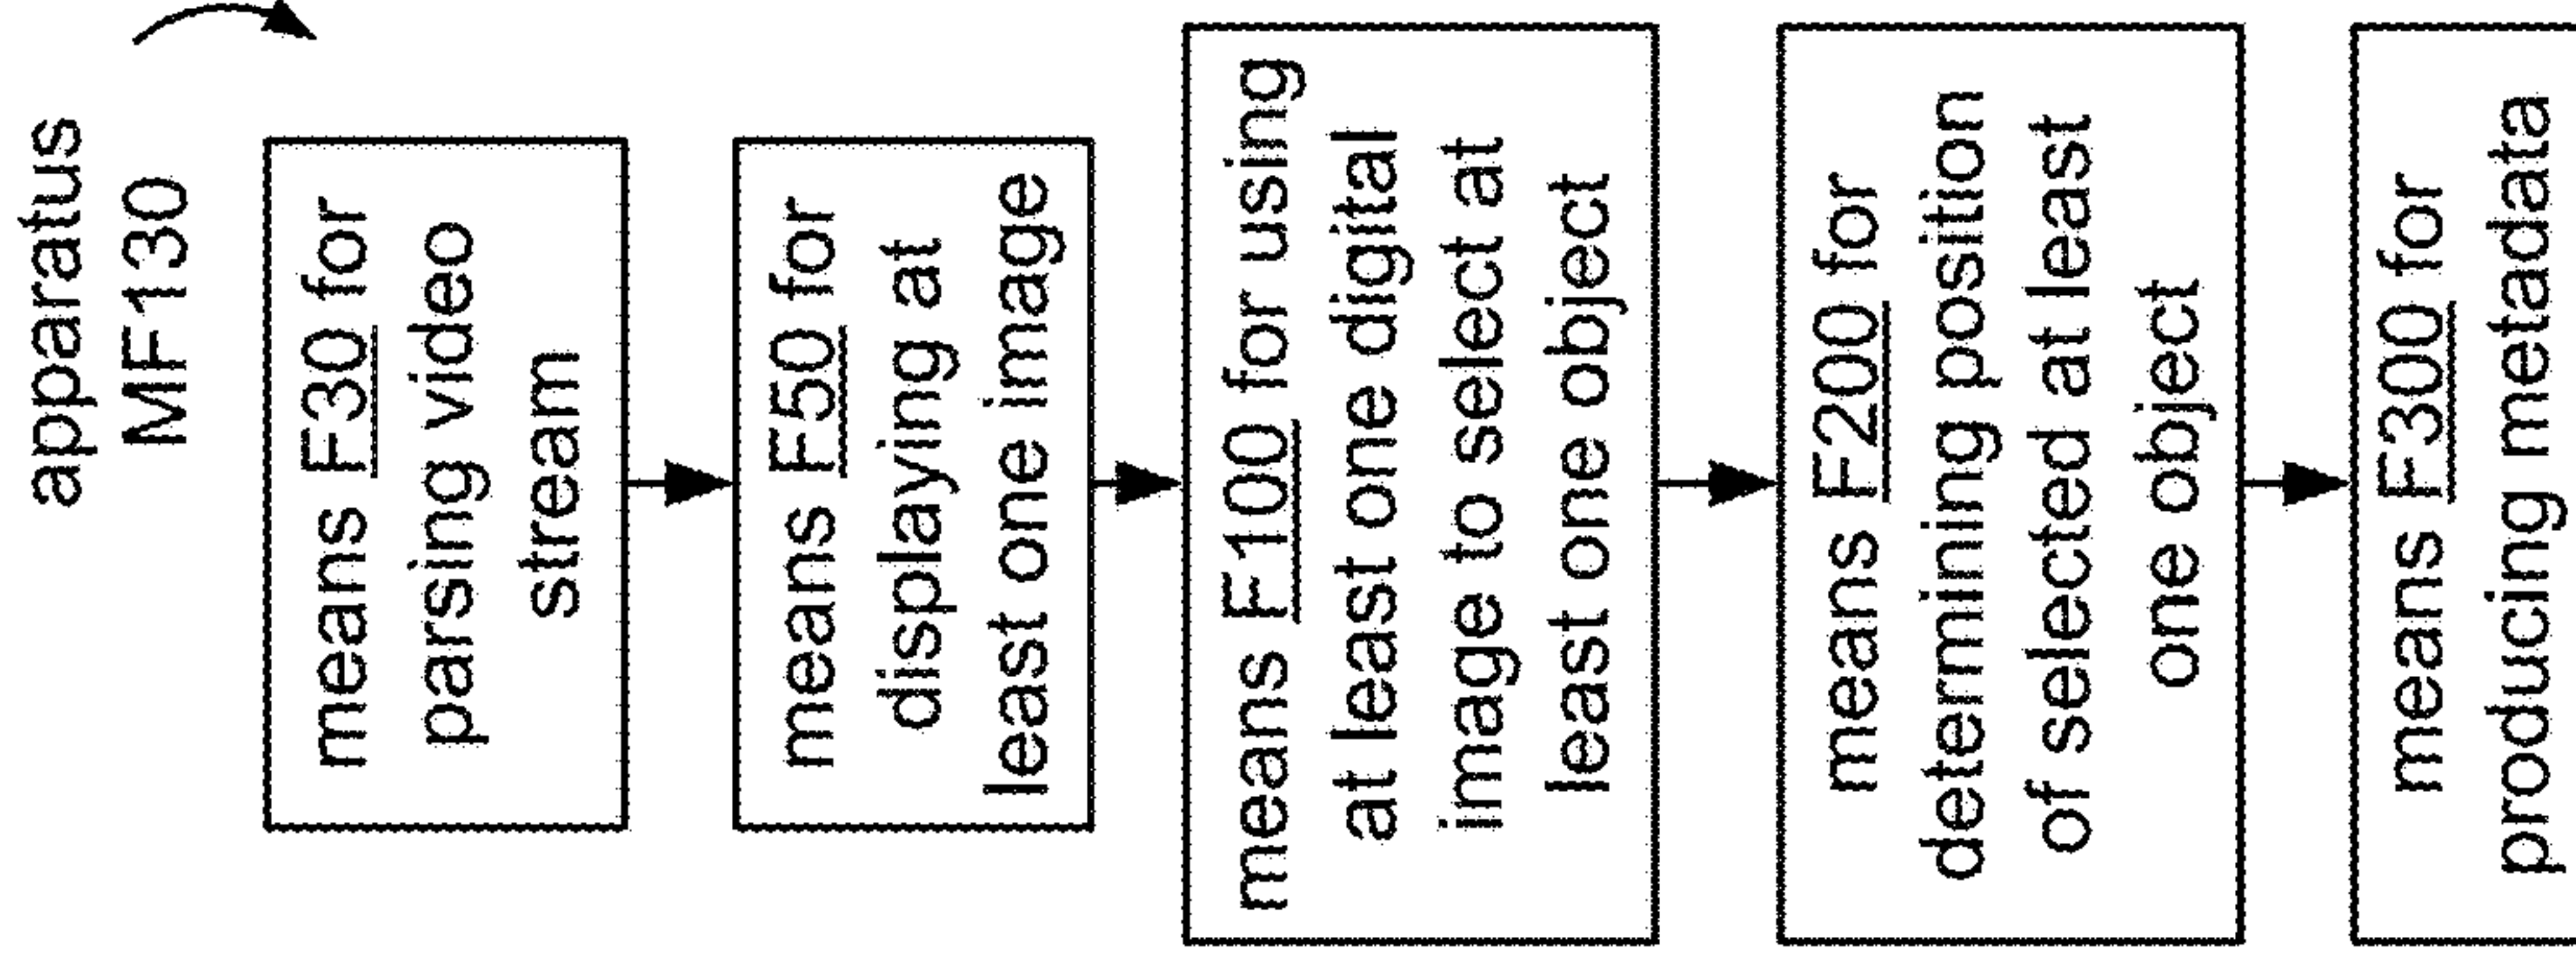 apparatus
MF130
means F30 for
parsing video
stream
means F50 for
displaying at
least one image
means F100 for using
at least one digital
image to select at
least one object
means F200 for
determining position
of selected at least
one object
means F300 for
producing metadata